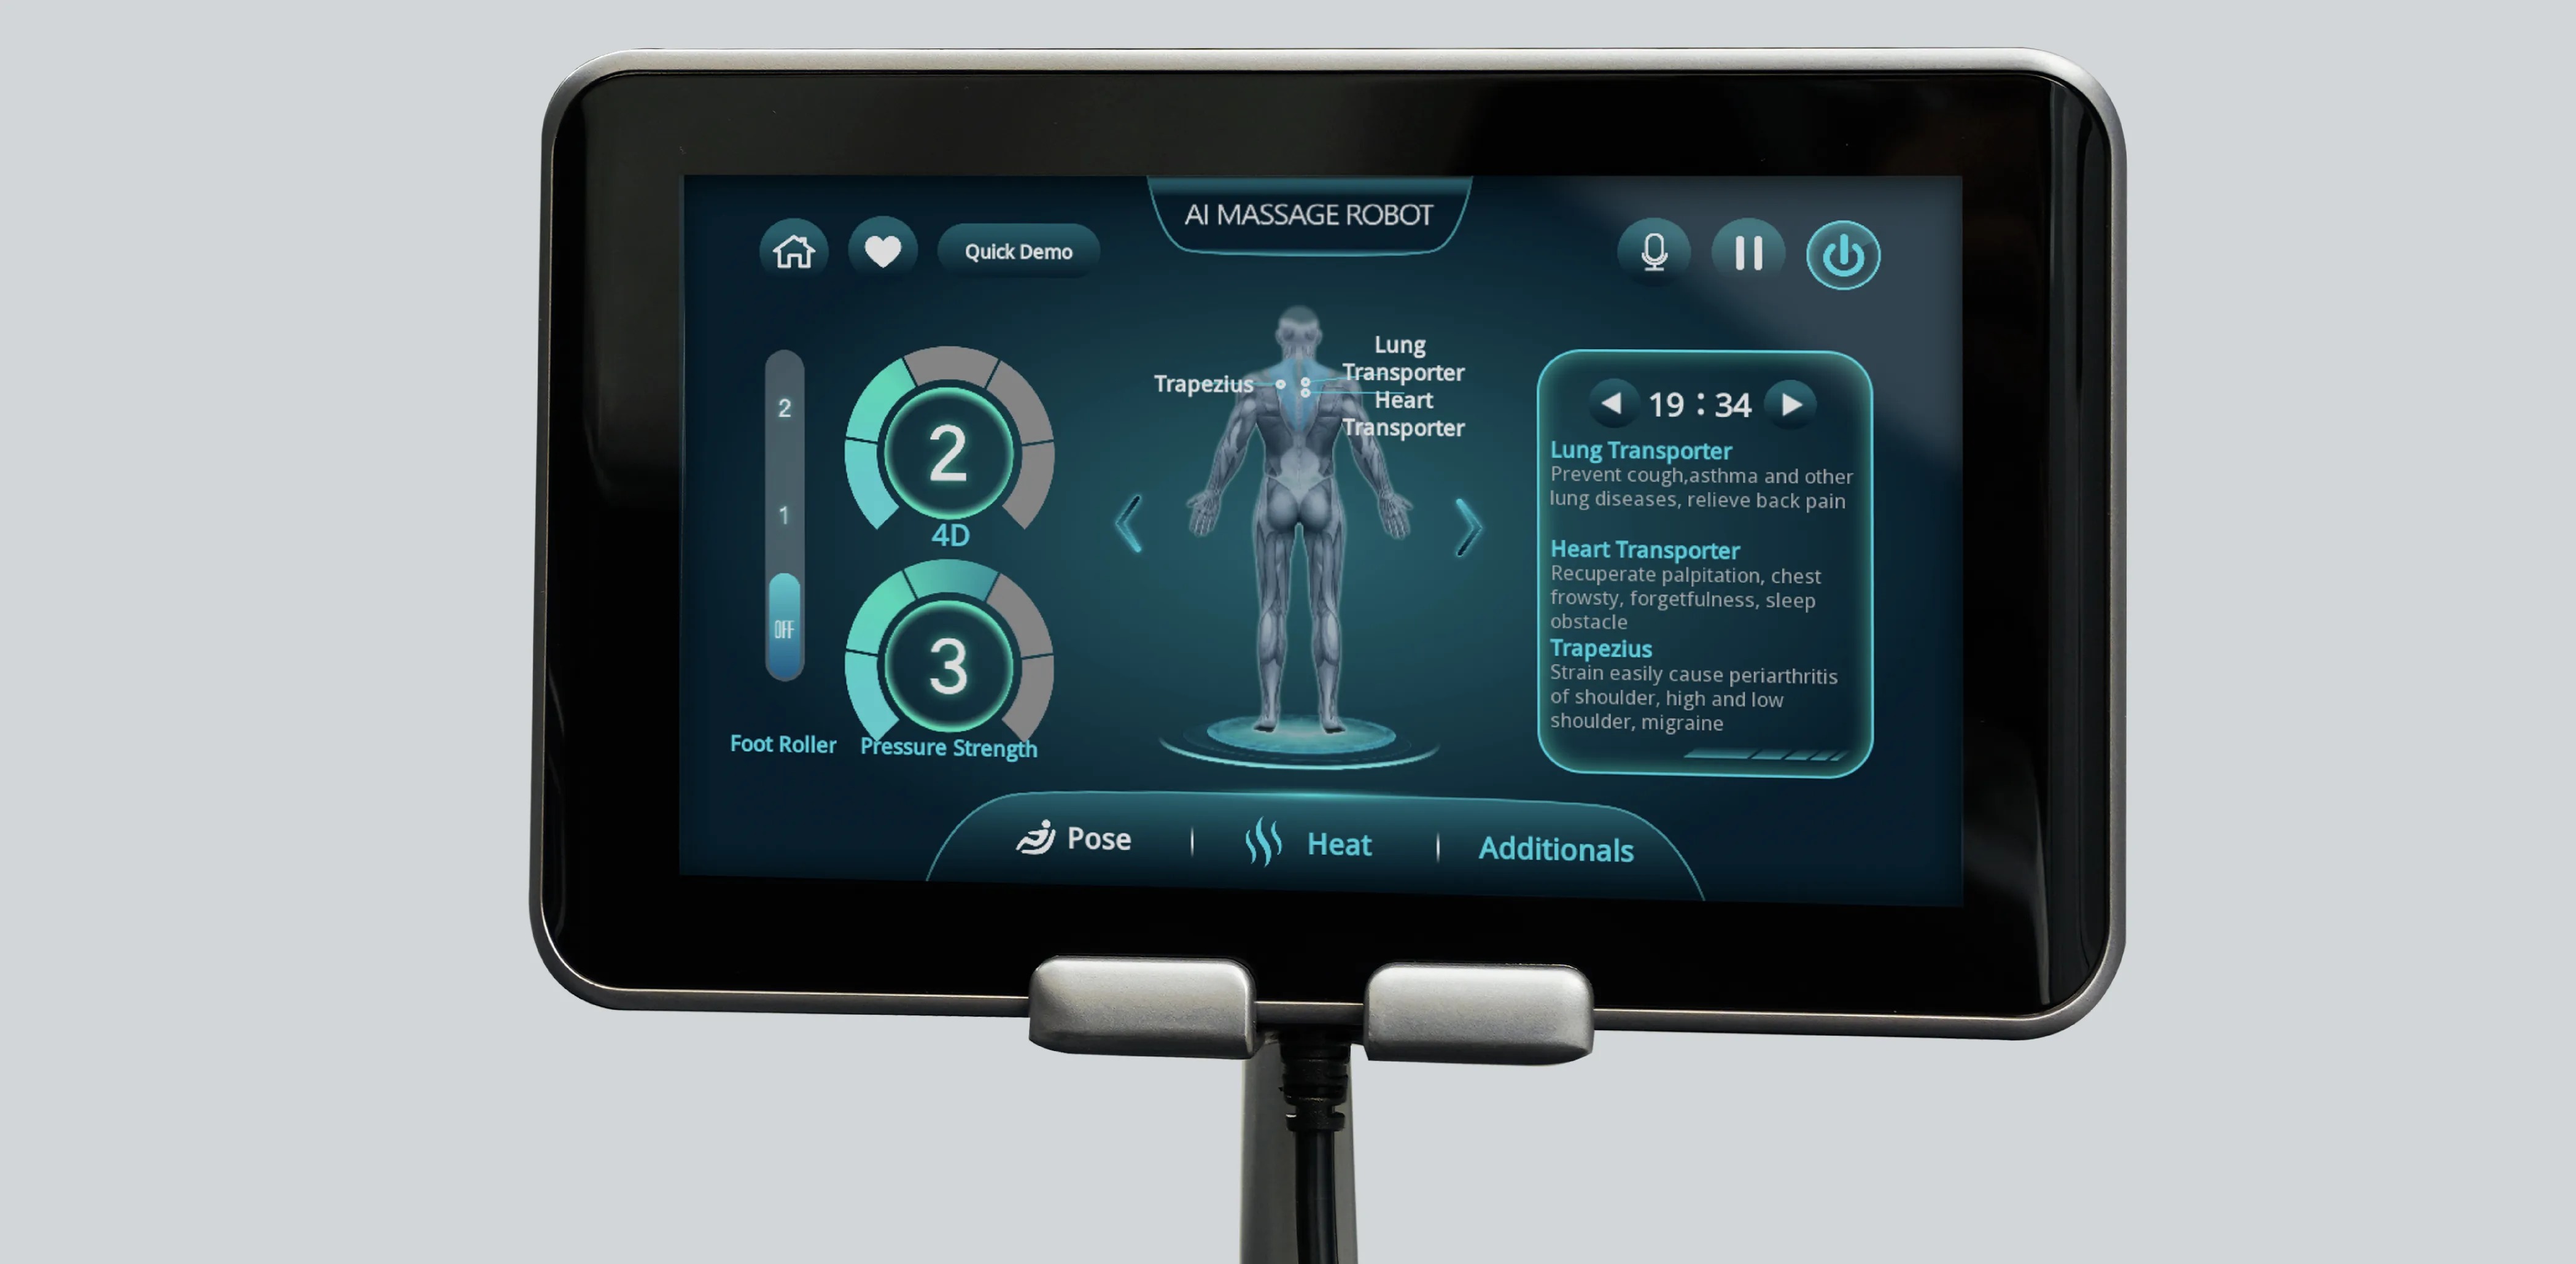 AI MASSAGE ROBOT
Quick Demo
2
1
OFF
Foot Roller
2
4D
3
Pressure Strength
Trapezius
Lung
Transporter
Heart
Transporter
19 : 34
Lung Transporter
Prevent cough,asthma and other
lung diseases, relieve back pain
Heart Transporter
Recuperate palpitation, chest
frowsty, forgetfulness, sleep
obstacle
Trapezius
Strain easily cause periarthritis
of shoulder, high and low
shoulder, migraine
Pose
Heat
Additionals